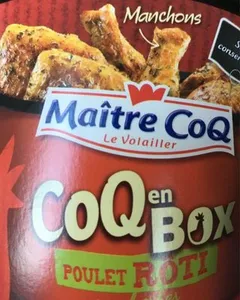 Manchons
Maître CoQ
Le Volailler
CoQ en
BOX
POULET RÔTI